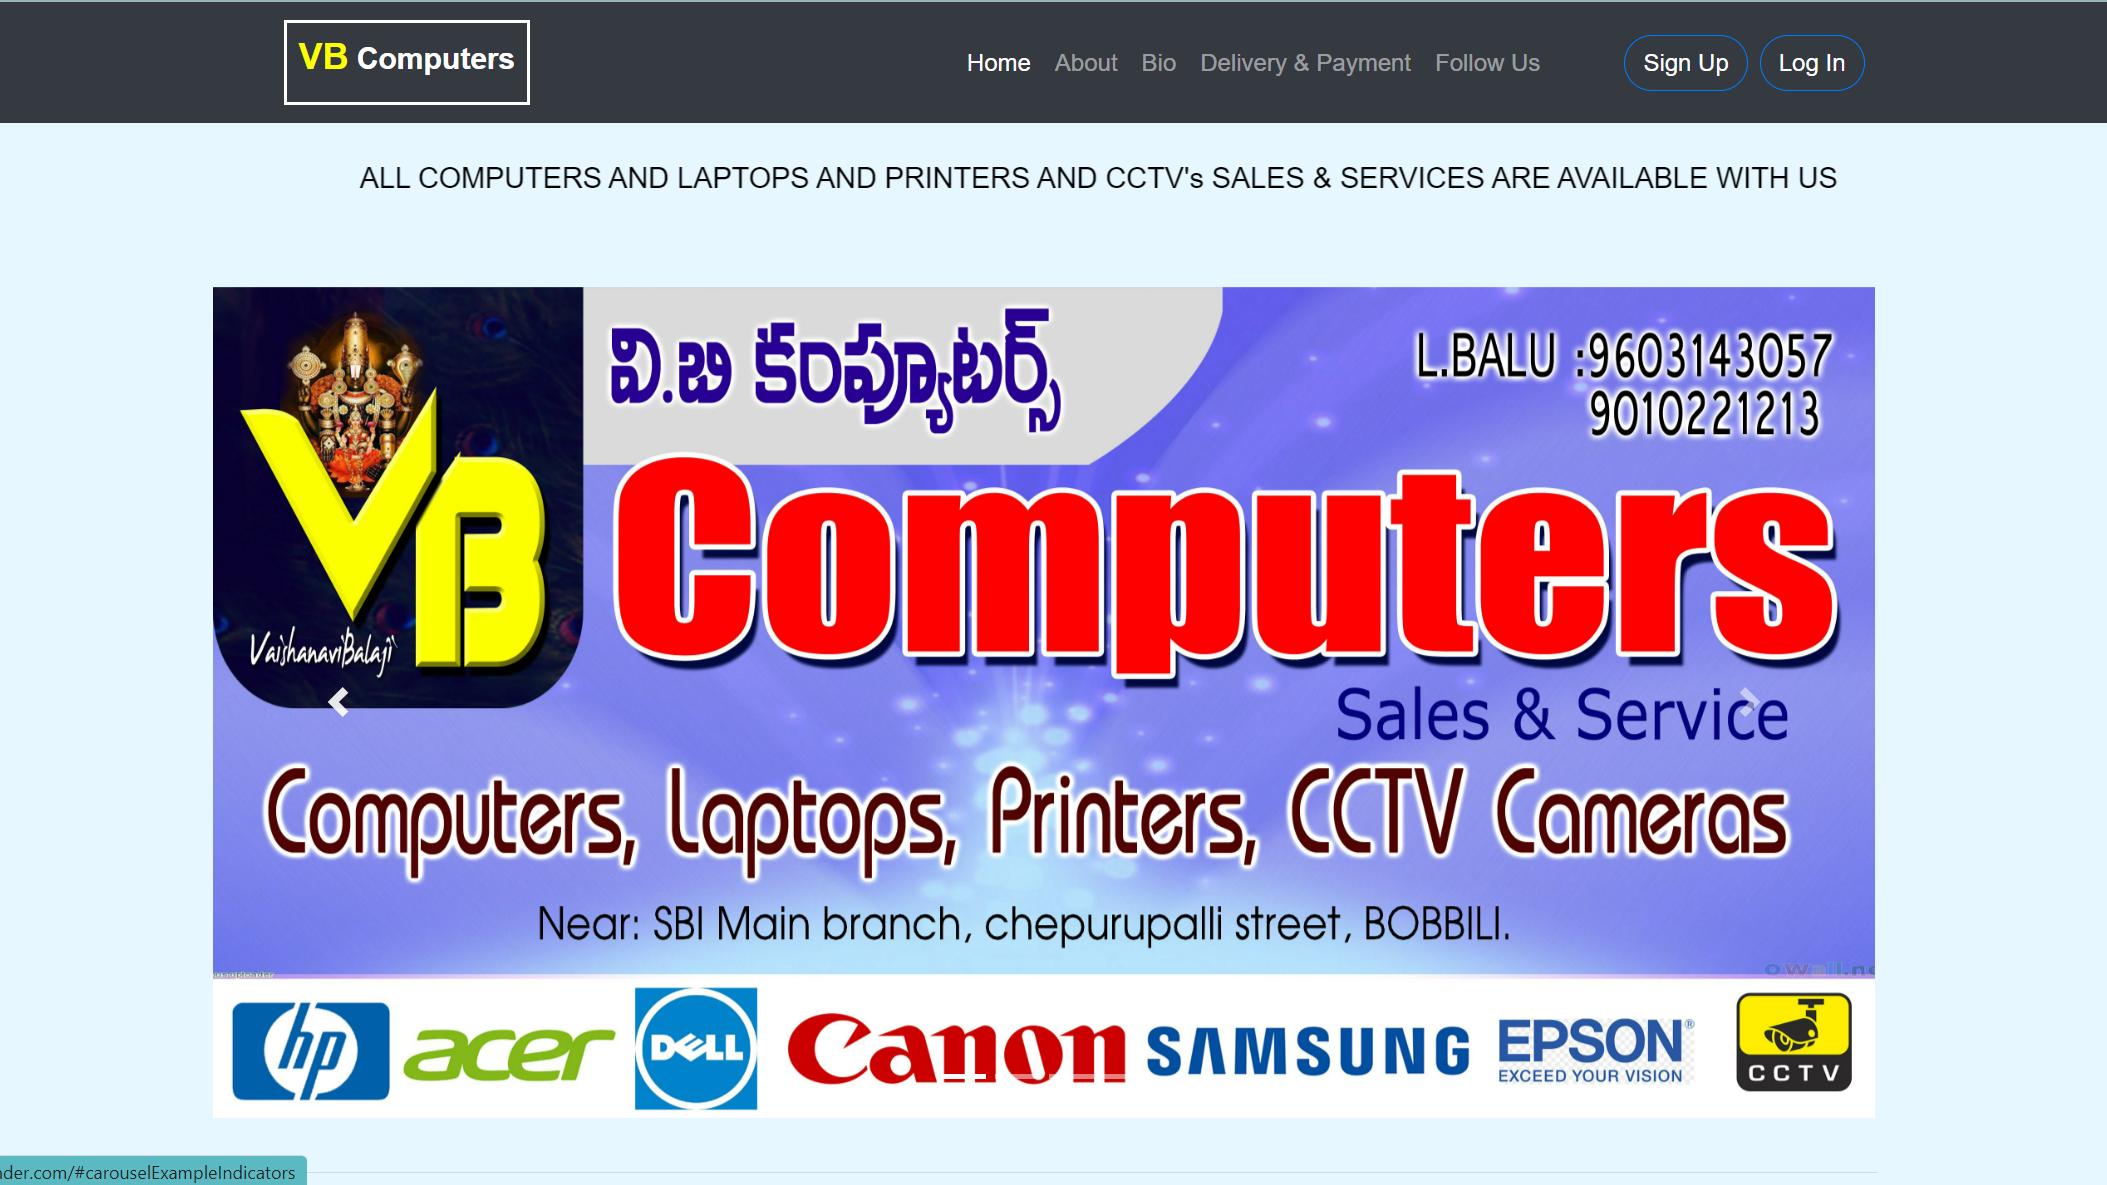 VB Computers
Home About Bio Delivery & Payment Follow Us Sign Up Log In
ALL COMPUTERS AND LAPTOPS AND PRINTERS AND CCTV's SALES & SERVICES ARE AVAILABLE WITH US
వి.బి కంప్యూటర్స్
L.BALU :9603143057
9010221213
VB
VaishanaviBalaji
Computers
Sales & Service
Computers, Laptops, Printers, CCTV Cameras
Near: SBI Main branch, chepurupalli street, BOBBILI.
hp acer DELL Canon SAMSUNG EPSON®
EXCEED YOUR VISION
CCTV
ader.com/#carouselExampleIndicators